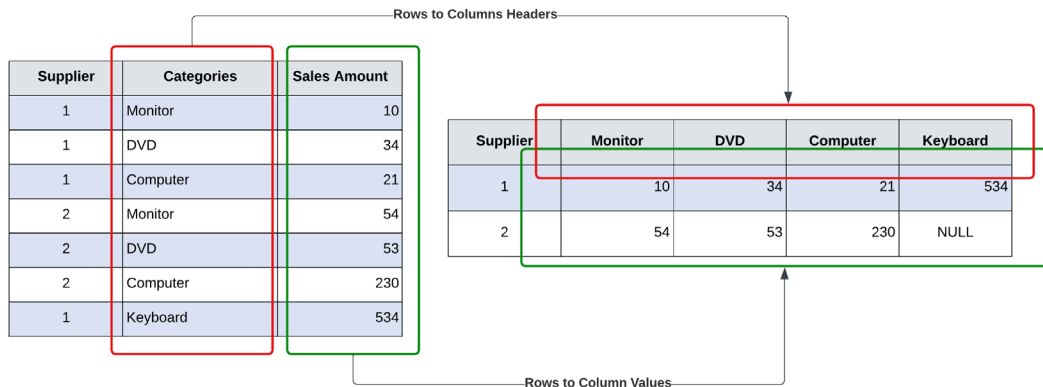 Rows to Columns Headers
Supplier Categories Sales Amount
1 Monitor 10
1 DVD 34
1 Computer 21
2 Monitor 54
2 DVD 53
2 Computer 230
1 Keyboard 534
Supplier Monitor DVD Computer Keyboard
1 10 34 21 534
2 54 53 230 NULL
Rows to Column Values